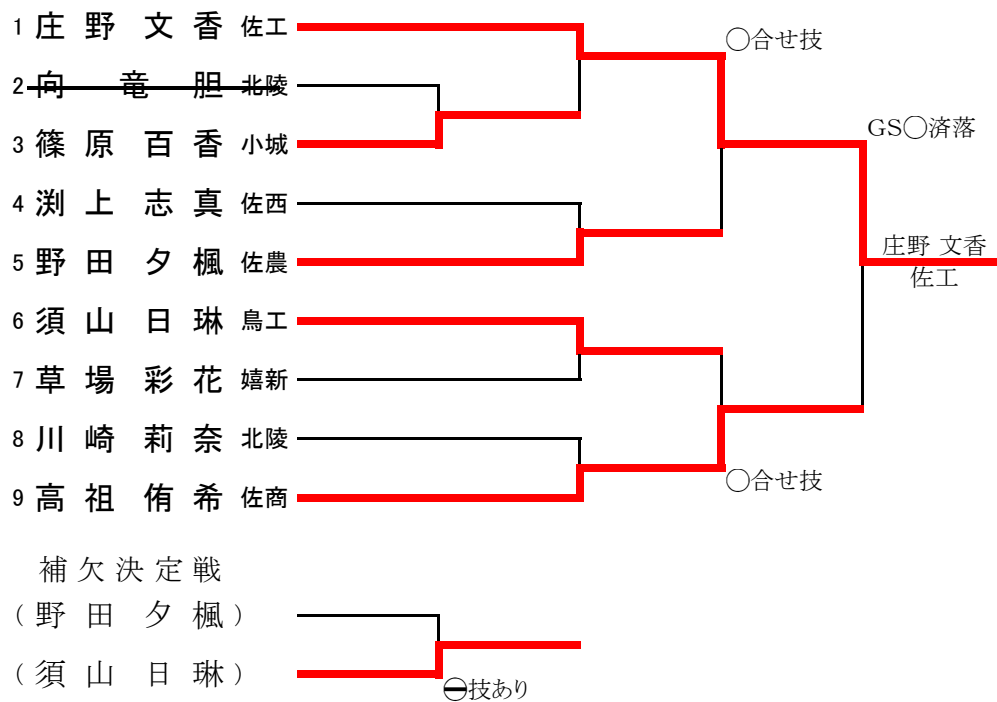 1 庄野文香 佐工
○合せ技
2 向竜胆 北陵
GS○済落
3 篠原百香 小城
4 渕上志真 佐西
庄野 文香
佐工
5 野田夕楓 佐農
6 須山日琳 鳥工
7 草場彩花 嬉新
8 川崎莉奈 北陵
○合せ技
9 高祖侑希 佐商
補欠決定戦
(野田夕楓)
(須山日琳)
㊀技あり